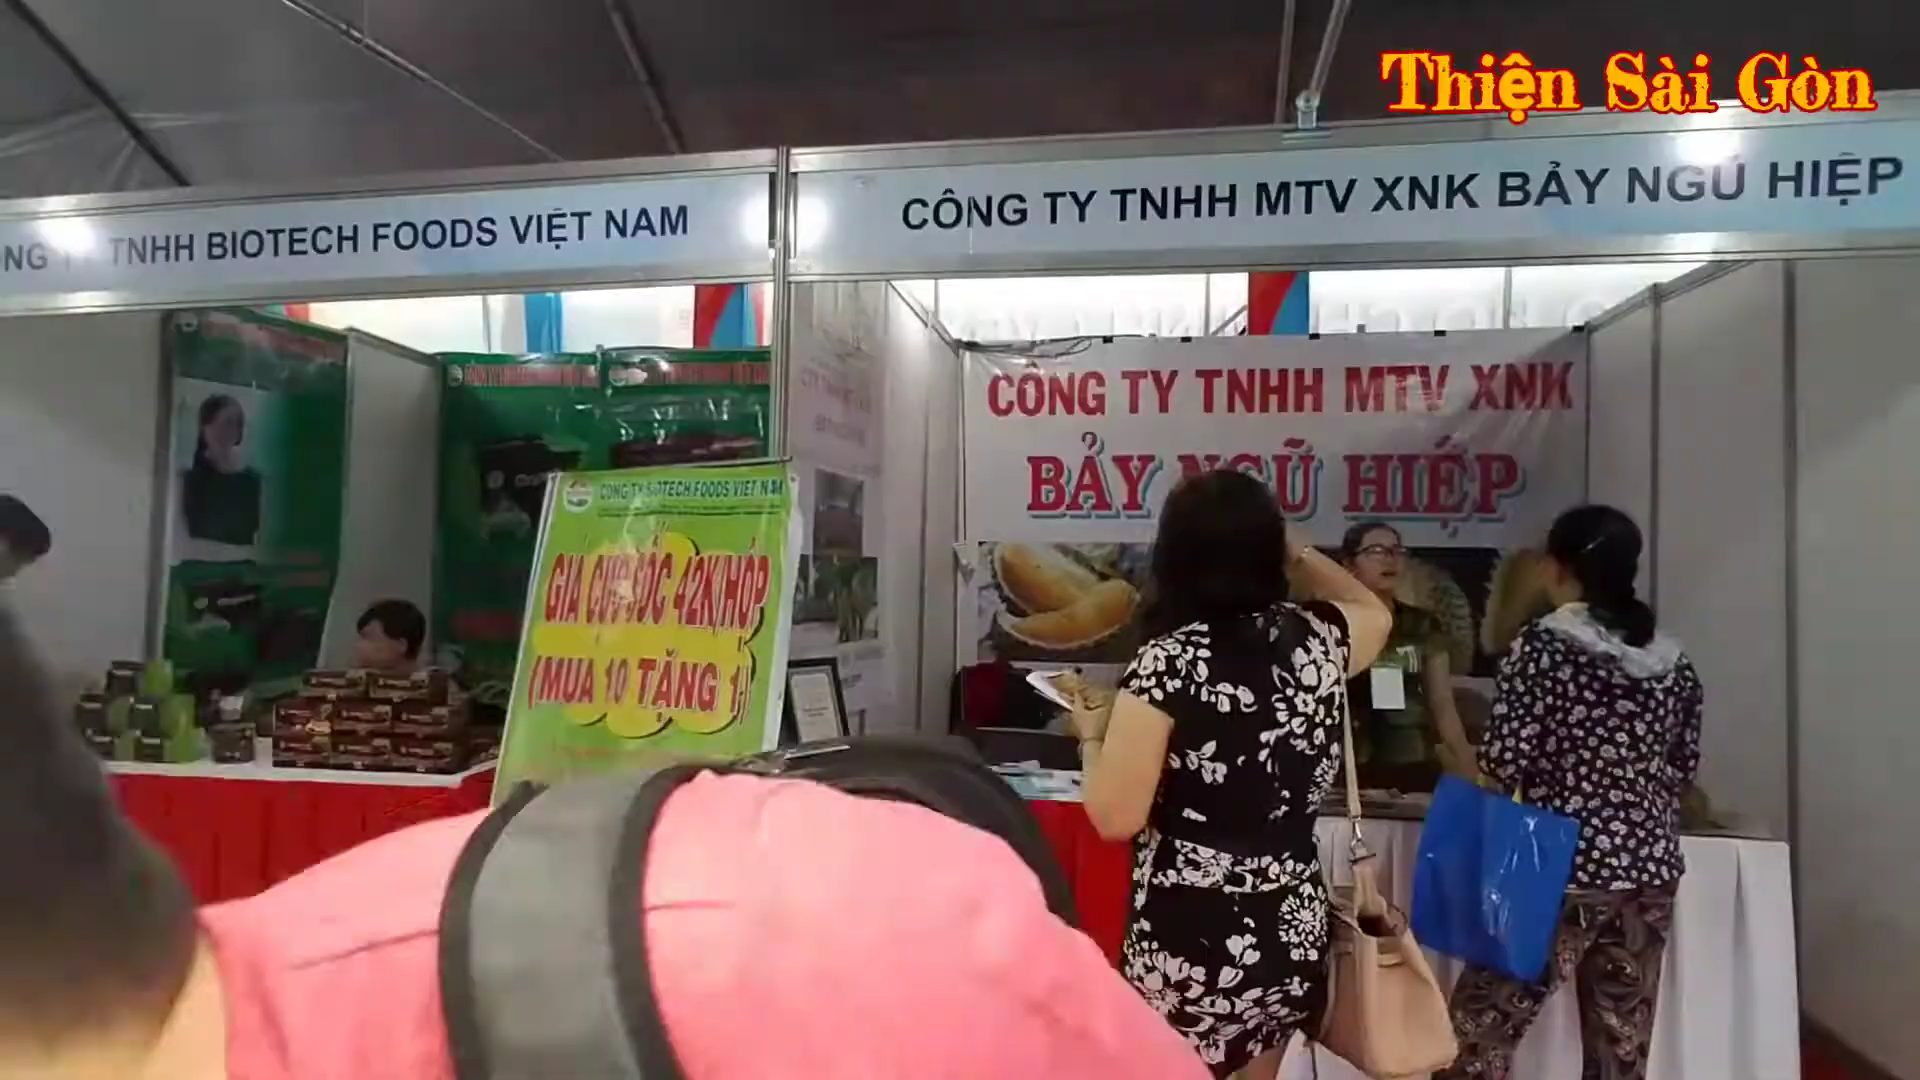 Thiện Sài Gòn
TNHH BIOTECH FOODS VIỆT NAM
CÔNG TY TNHH MTV XNK BẢY NGŨ HIỆP
CÔNG TY TNHH MTV XNK
BẢY NGŨ HIỆP
CÔNG TY BIOTECH FOODS VIỆT NAM
GIÁ CỰC SỐC 42K/HỘP
(MUA 10 TẶNG 1)